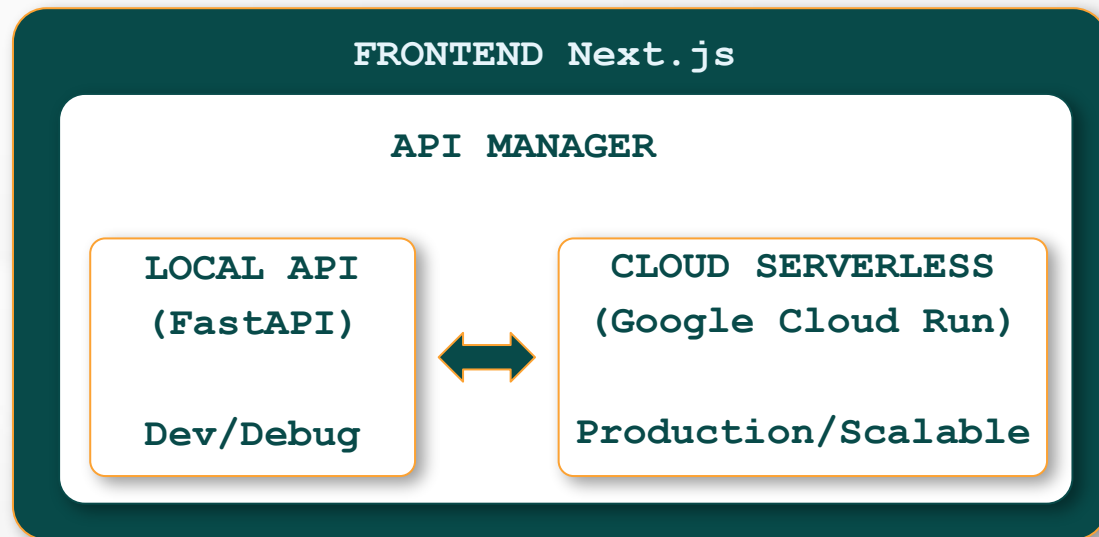 FRONTEND Next.js
API MANAGER
LOCAL API
(FastAPI)
Dev/Debug
CLOUD SERVERLESS
(Google Cloud Run)
Production/Scalable